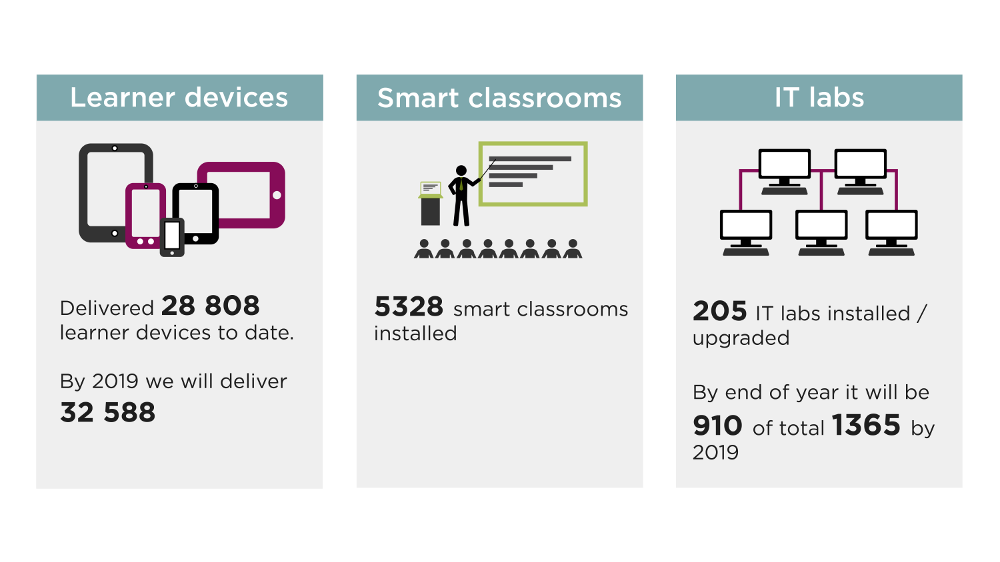 Learner devices
Delivered 28 808
learner devices to date.
By 2019 we will deliver
32 588
Smart classrooms
5328 smart classrooms
installed
IT labs
205 IT labs installed /
upgraded
By end of year it will be
910 of total 1365 by
2019